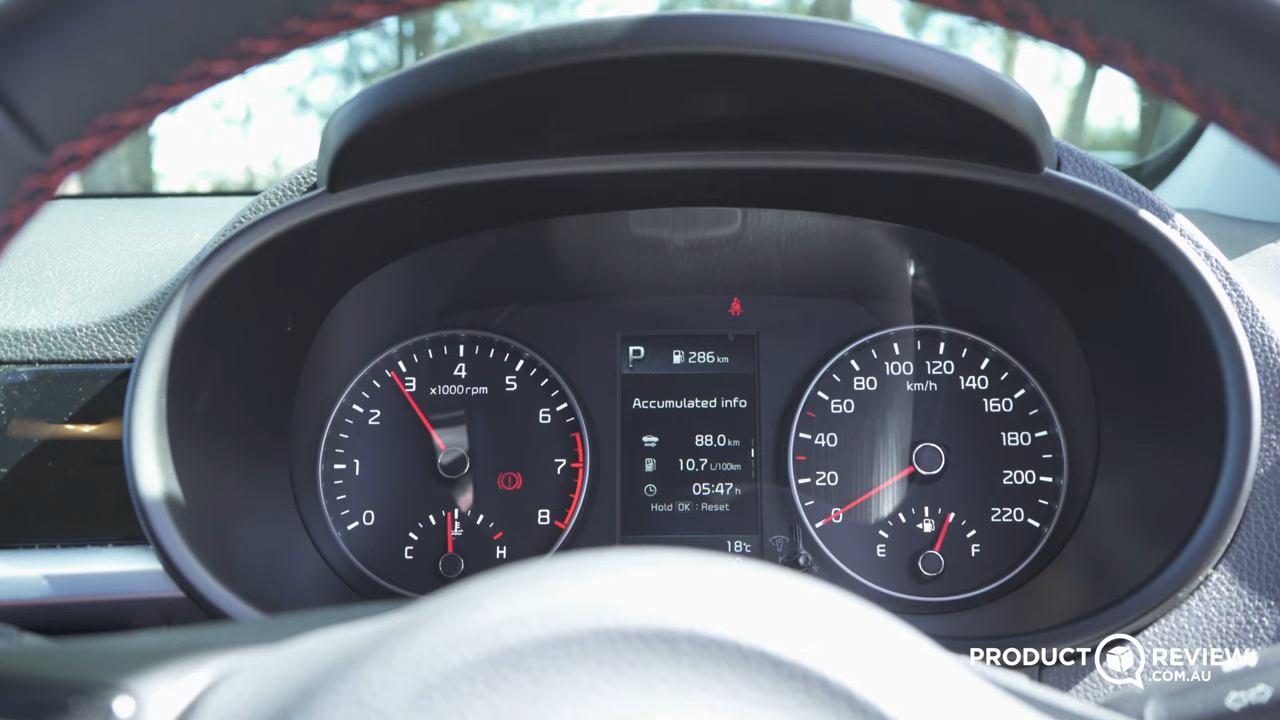 P 286 km
Accumulated info
88.0 km
10.7 L/100km
05:47 h
Hold OK : Reset
18°C
0
1
2
3
4
5
6
7
8
x1000 rpm
C H
0
20
40
60
80
100
120
140
160
180
200
220
km/h
E F
PRODUCT REVIEW
.COM.AU